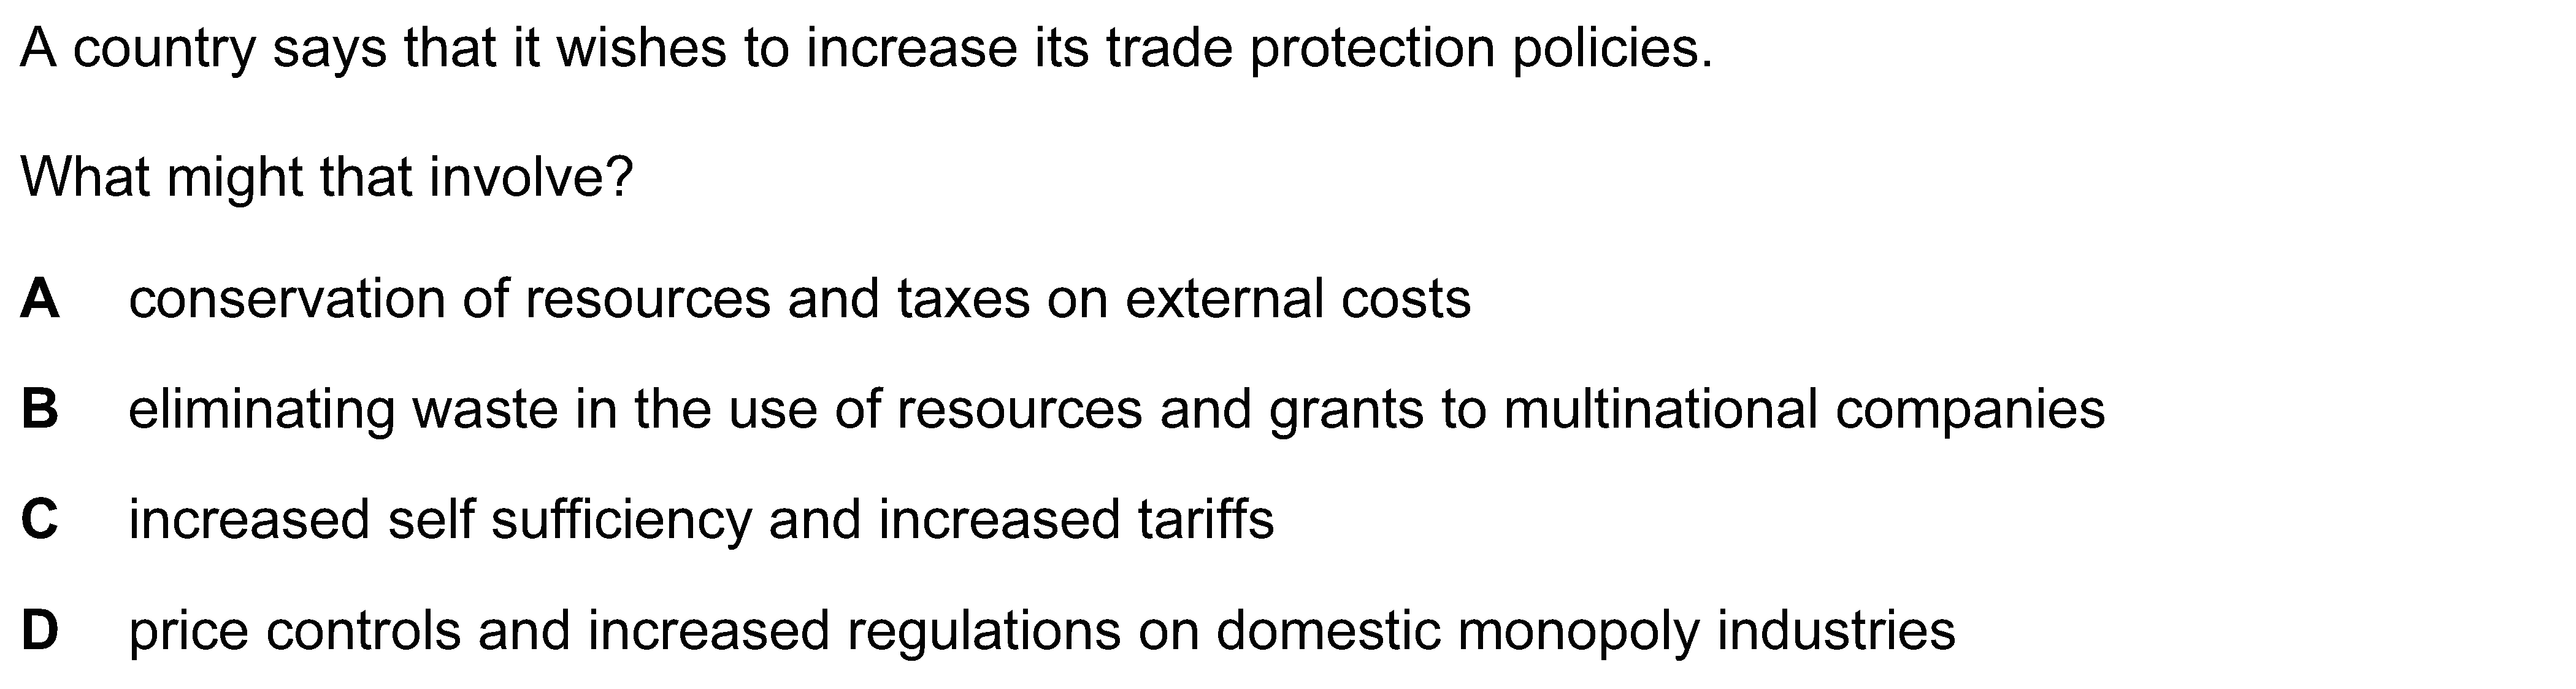 A country says that it wishes to increase its trade protection policies.
What might that involve?
A conservation of resources and taxes on external costs
B eliminating waste in the use of resources and grants to multinational companies
C increased self sufficiency and increased tariffs
D price controls and increased regulations on domestic monopoly industries